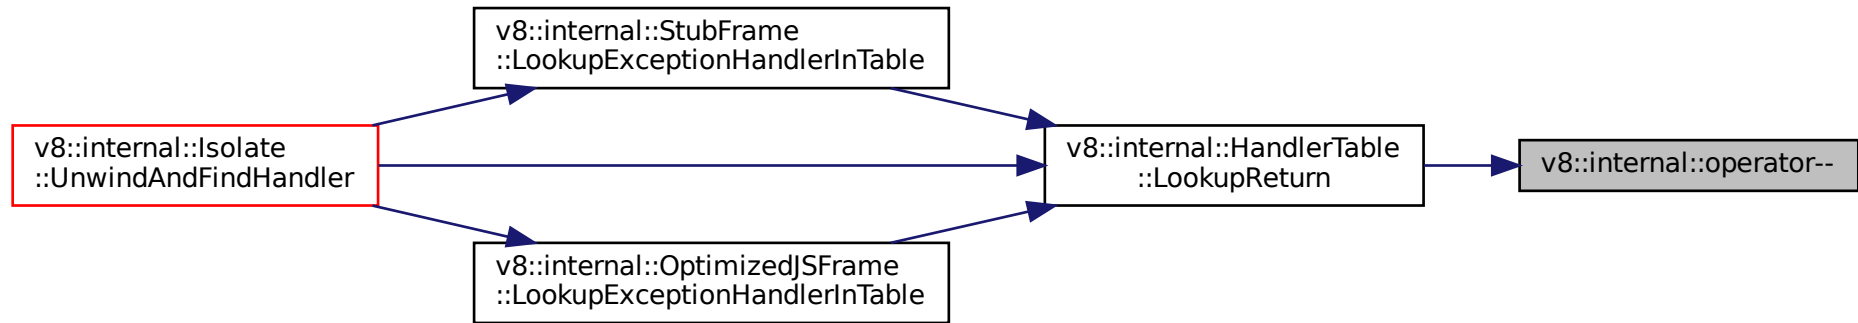 v8::internal::StubFrame
::LookupExceptionHandlerInTable
v8::internal::Isolate
::UnwindAndFindHandler
v8::internal::HandlerTable
::LookupReturn
v8::internal::operator--
v8::internal::OptimizedJSFrame
::LookupExceptionHandlerInTable